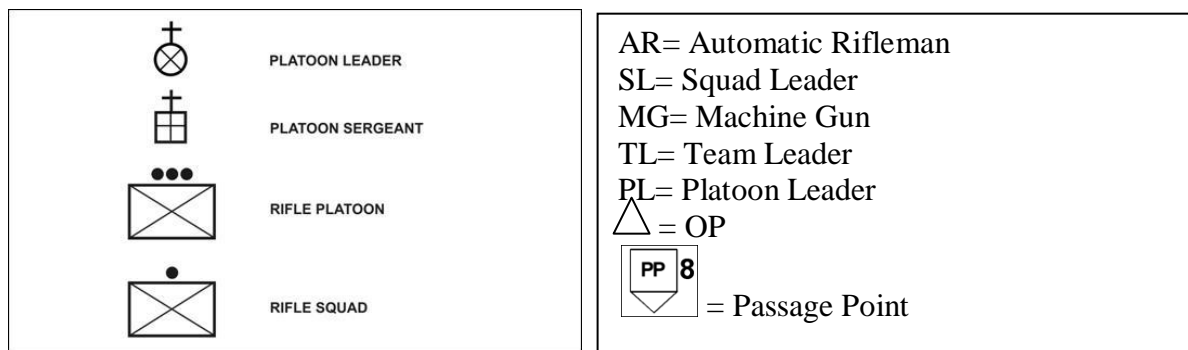 PLATOON LEADER
PLATOON SERGEANT
RIFLE PLATOON
RIFLE SQUAD
AR= Automatic Rifleman
SL= Squad Leader
MG= Machine Gun
TL= Team Leader
PL= Platoon Leader
= OP
PP 8
= Passage Point